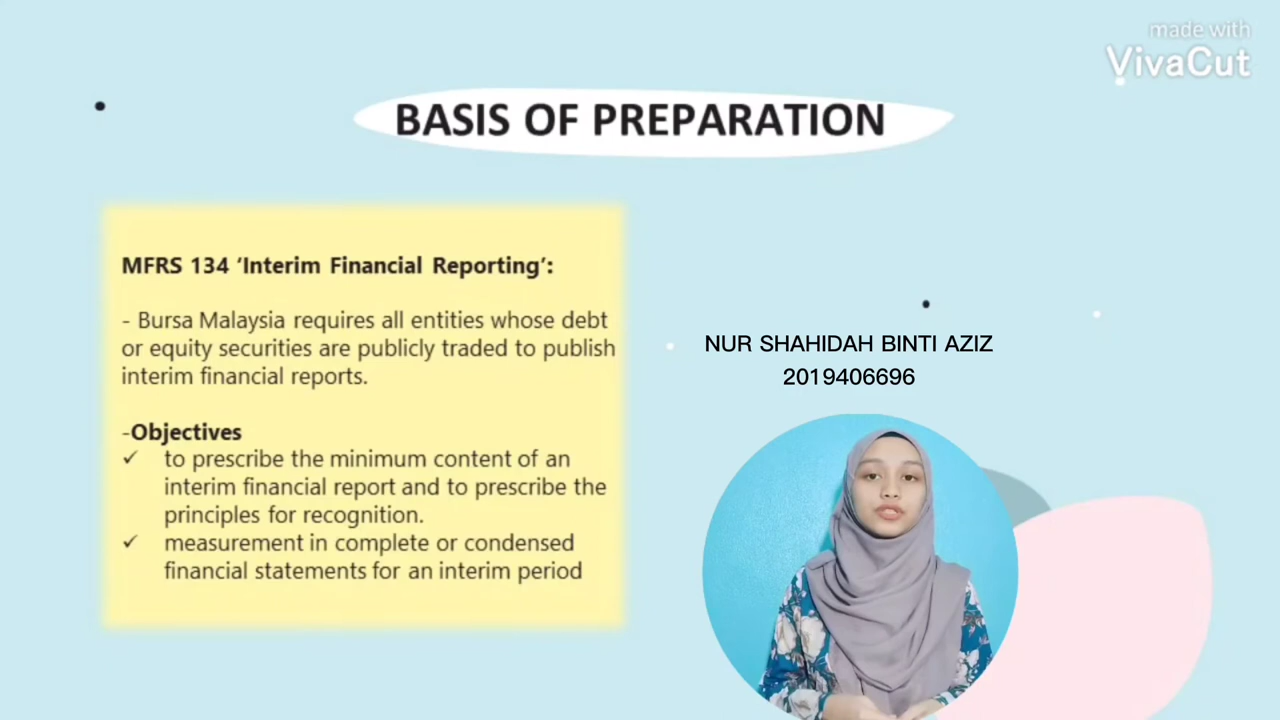 made with
VivaCut
BASIS OF PREPARATION
MFRS 134 ‘Interim Financial Reporting’:
- Bursa Malaysia requires all entities whose debt
or equity securities are publicly traded to publish
interim financial reports.
-Objectives
✓ to prescribe the minimum content of an
interim financial report and to prescribe the
principles for recognition.
✓ measurement in complete or condensed
financial statements for an interim period
NUR SHAHIDAH BINTI AZIZ
2019406696